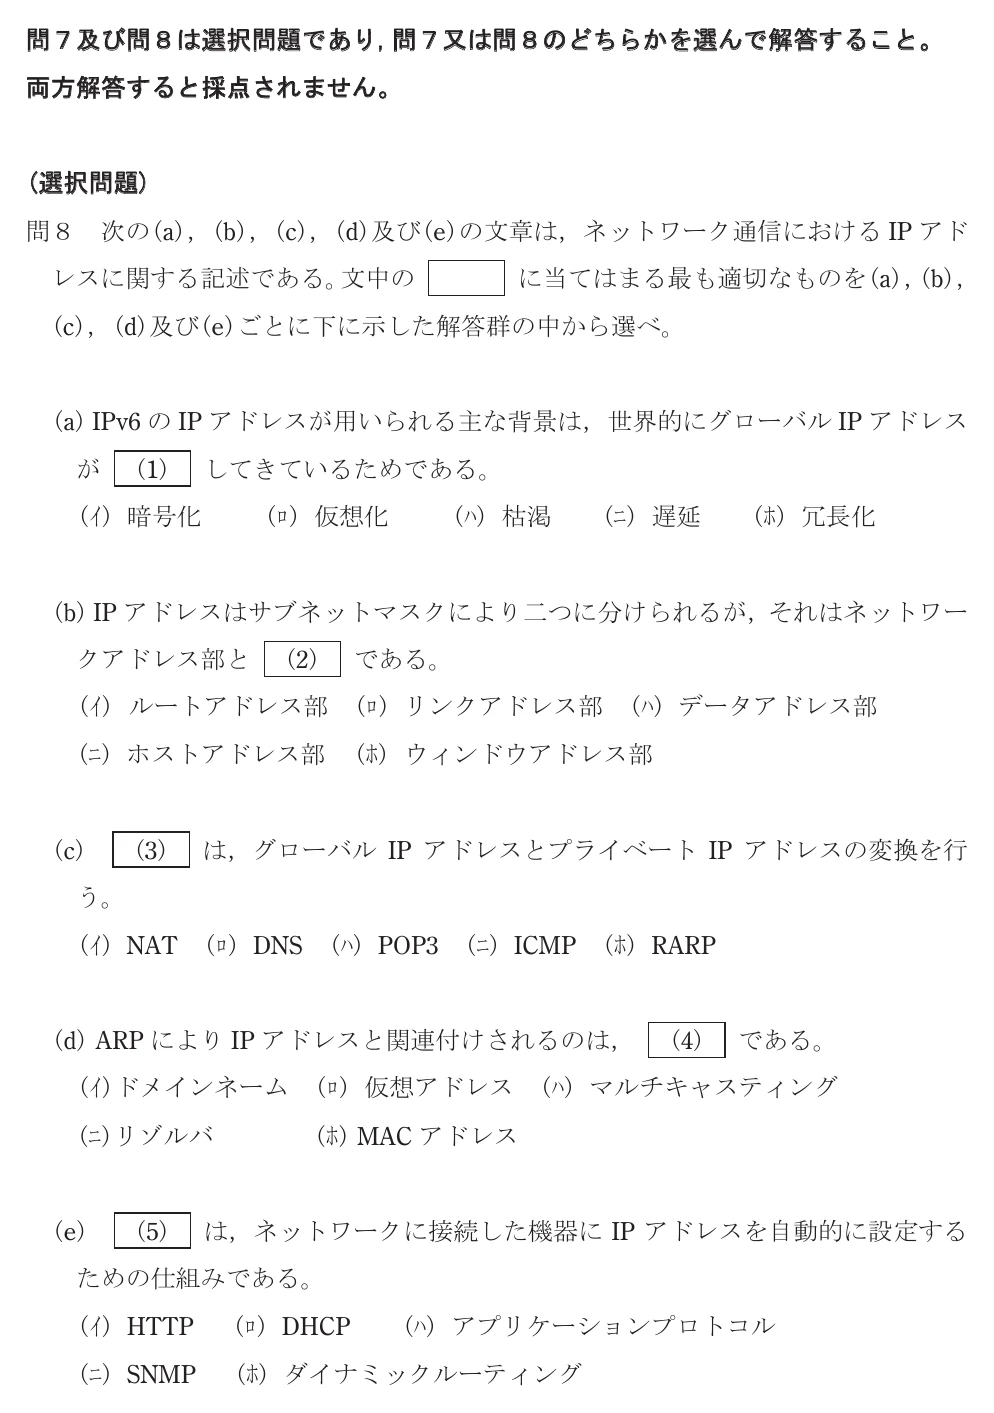 問７及び問８は選択問題であり，問７又は問８のどちらかを選んで解答すること。
両方解答すると採点されません。
（選択問題）
問８　次の(a)，(b)，(c)，(d)及び(e)の文章は，ネットワーク通信における IP アド
レスに関する記述である。文中の　　　に当てはまる最も適切なものを(a)，(b)，
(c)，(d)及び(e)ごとに下に示した解答群の中から選べ。
(a) IPv6 の IP アドレスが用いられる主な背景は，世界的にグローバル IP アドレス
が （1） してきているためである。
(ｲ) 暗号化　(ﾛ) 仮想化　(ﾊ) 枯渇　(ﾆ) 遅延　(ﾎ) 冗長化
(b) IP アドレスはサブネットマスクにより二つに分けられるが，それはネットワー
クアドレス部と （2） である。
(ｲ) ルートアドレス部　(ﾛ) リンクアドレス部　(ﾊ) データアドレス部
(ﾆ) ホストアドレス部　(ﾎ) ウィンドウアドレス部
(c) （3） は，グローバル IP アドレスとプライベート IP アドレスの変換を行
う。
(ｲ) NAT　(ﾛ) DNS　(ﾊ) POP3　(ﾆ) ICMP　(ﾎ) RARP
(d) ARP により IP アドレスと関連付けされるのは， （4） である。
(ｲ) ドメインネーム　(ﾛ) 仮想アドレス　(ﾊ) マルチキャスティング
(ﾆ) リゾルバ　(ﾎ) MAC アドレス
(e) （5） は，ネットワークに接続した機器に IP アドレスを自動的に設定する
ための仕組みである。
(ｲ) HTTP　(ﾛ) DHCP　(ﾊ) アプリケーションプロトコル
(ﾆ) SNMP　(ﾎ) ダイナミックルーティング